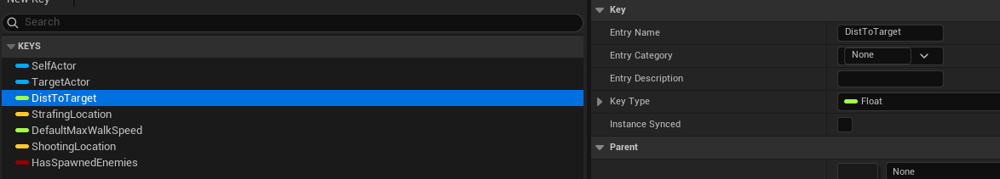 New Key
Search
KEYS
SelfActor
TargetActor
DistToTarget
StrafingLocation
DefaultMaxWalkSpeed
ShootingLocation
HasSpawnedEnemies
Key
Entry Name DistToTarget
Entry Category None
Entry Description
Key Type Float
Instance Synced
Parent
None